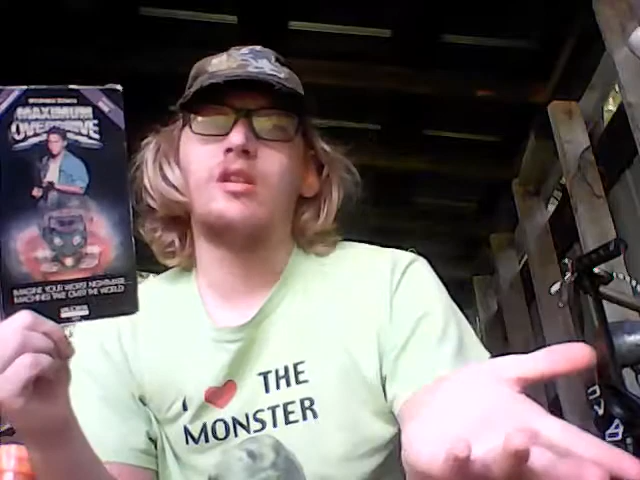 STEPHEN KING'S
MAXIMUM
OVERDRIVE
IMAGINE YOUR WORST NIGHTMARE...
MACHINES TAKE OVER THE WORLD.
I ❤ THE
MONSTER